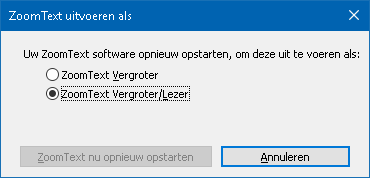 ZoomText uitvoeren als
Uw ZoomText software opnieuw opstarten, om deze uit te voeren als:
ZoomText Vergroter
ZoomText Vergroter/Lezer
ZoomText nu opnieuw opstarten
Annuleren